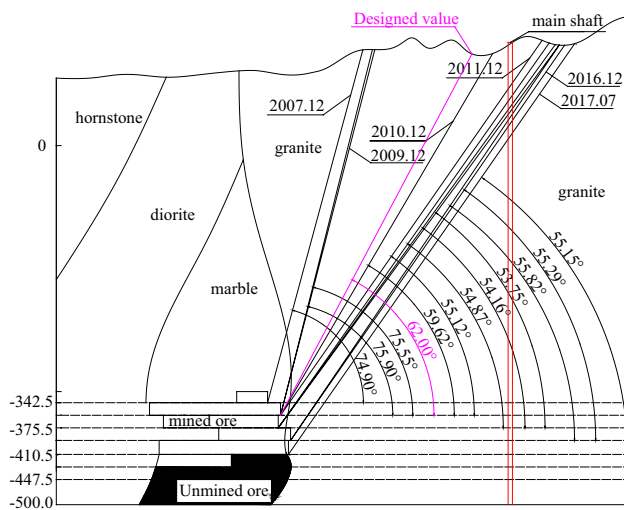 Designed value
main shaft
2011.12
2016.12
2017.07
2007.12
hornstone
2010.12
0
granite
2009.12
granite
diorite
marble
55.15°
55.29°
55.82°
53.75°
54.16°
54.87°
55.12°
59.62°
62.00°
75.55°
75.90°
74.90°
-342.5
mined ore
-375.5
-410.5
-447.5
Unmined ore
-500.0